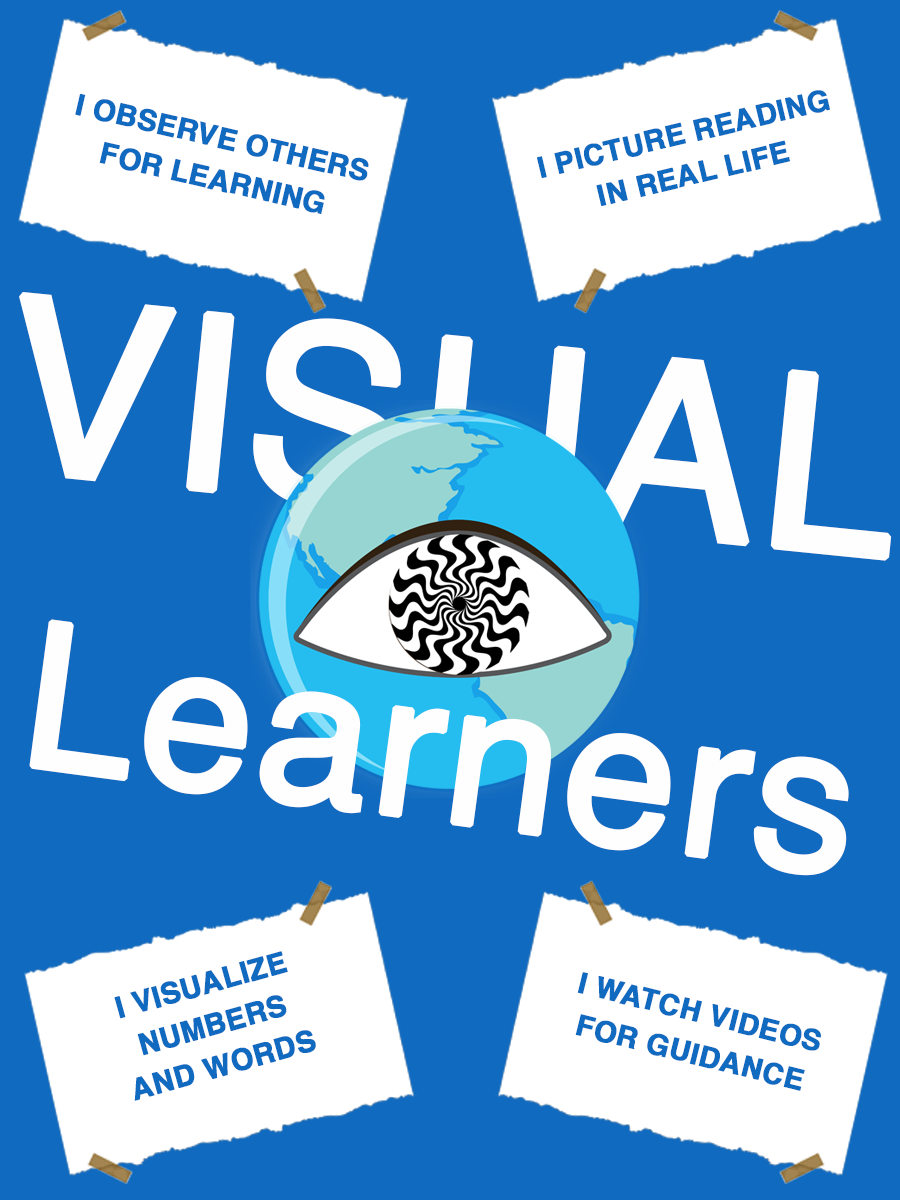 I OBSERVE OTHERS
FOR LEARNING
I PICTURE READING
IN REAL LIFE
VISUAL
Learners
I VISUALIZE
NUMBERS
AND WORDS
I WATCH VIDEOS
FOR GUIDANCE